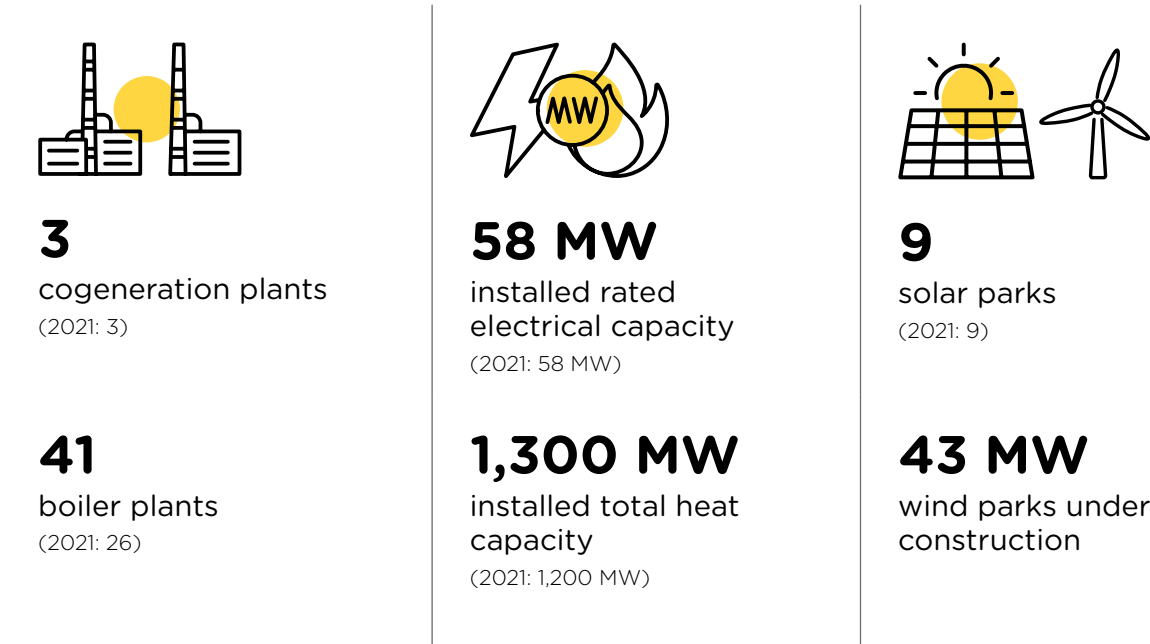 3
cogeneration plants
(2021: 3)
41
boiler plants
(2021: 26)
MW
58 MW
installed rated
electrical capacity
(2021: 58 MW)
1,300 MW
installed total heat
capacity
(2021: 1,200 MW)
9
solar parks
(2021: 9)
43 MW
wind parks under
construction